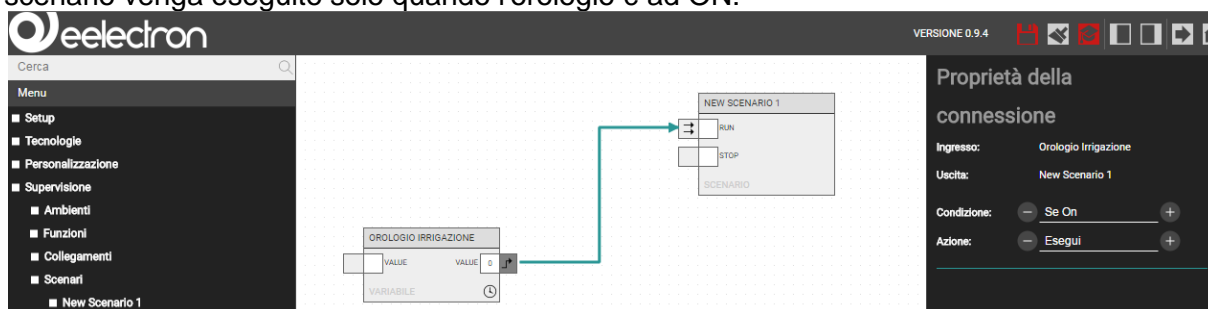 scenario venga eseguito solo quando l'orologio è ad ON.
eelectron
VERSIONE 0.9.4
Cerca
Menu
Setup
Tecnologie
Personalizzazione
Supervisione
Ambienti
Funzioni
Collegamenti
Scenari
New Scenario 1
OROLOGIO IRRIGAZIONE
VALUE VALUE 0
VARIABILE
NEW SCENARIO 1
RUN
STOP
SCENARIO
Proprietà della
connessione
Ingresso: Orologio Irrigazione
Uscita: New Scenario 1
Condizione: − Se On +
Azione: − Esegui +